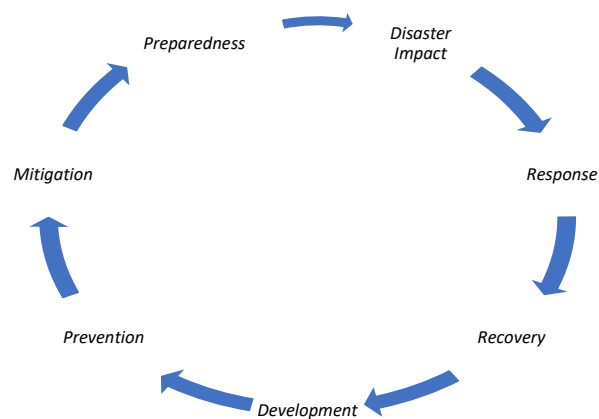 Preparedness
Disaster
Impact
Response
Recovery
Development
Prevention
Mitigation